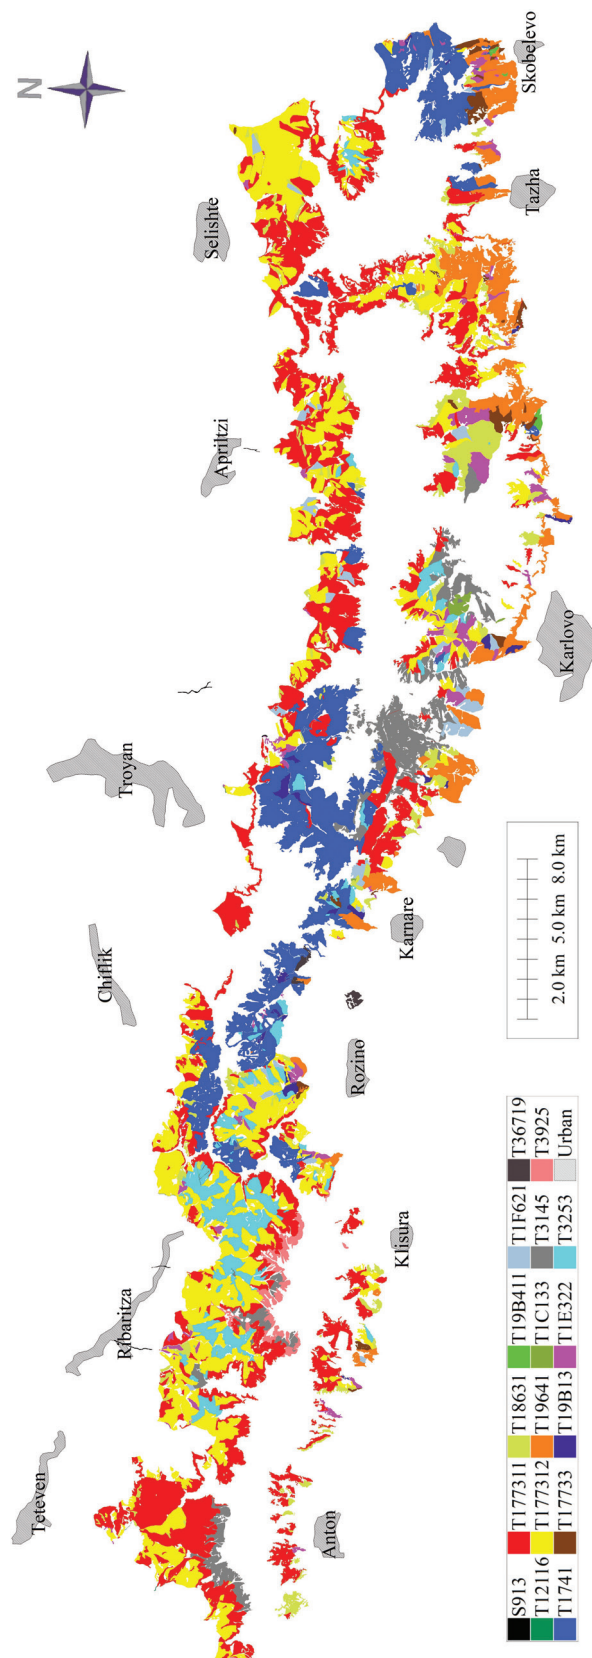 N
Teteven
Ribaritza
Chiflik
Troyan
Apriltzi
Selishte
Anton
Klisura
Rozino
Karnare
Karlovo
Tazha
Skobelevo
S913 T177311 T18631 T19B411 T1F621 T36719
T12116 T177312 T19641 T1C133 T3145 T3925
T1741 T17733 T19B13 T1E322 T3253 Urban
2.0 km 5.0 km 8.0 km